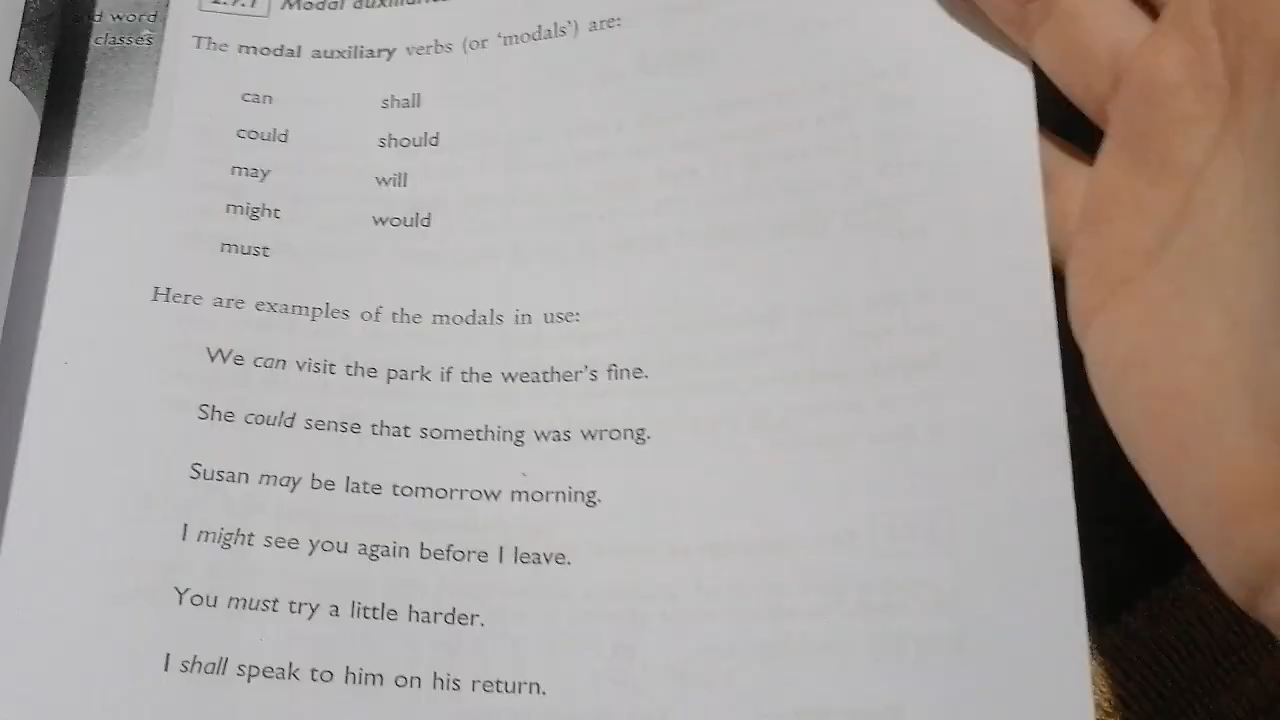 d word
classes
Modal
The modal auxiliary verbs (or ‘modals’) are:
can shall
could should
may will
might would
must
Here are examples of the modals in use:
We can visit the park if the weather’s fine.
She could sense that something was wrong.
Susan may be late tomorrow morning.
I might see you again before I leave.
You must try a little harder.
I shall speak to him on his return.